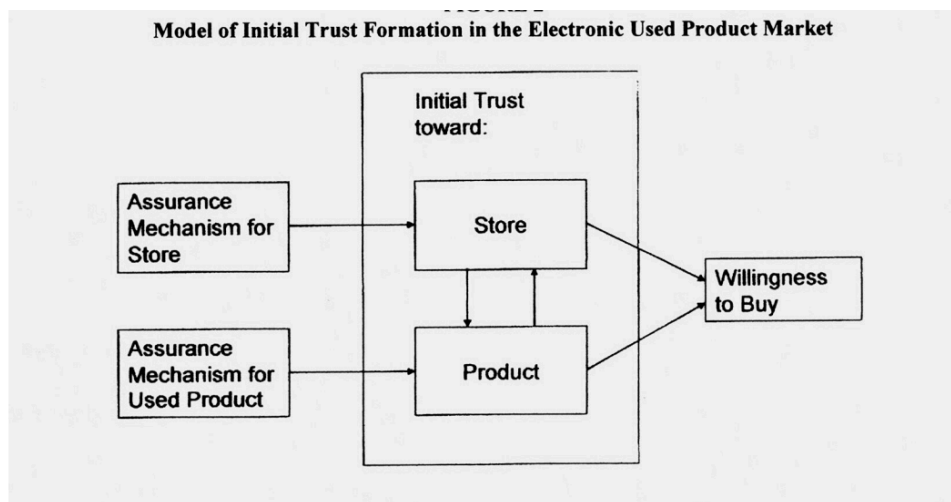 Model of Initial Trust Formation in the Electronic Used Product Market
Initial Trust
toward:
Assurance
Mechanism for
Store
Store
Willingness
to Buy
Assurance
Mechanism for
Used Product
Product